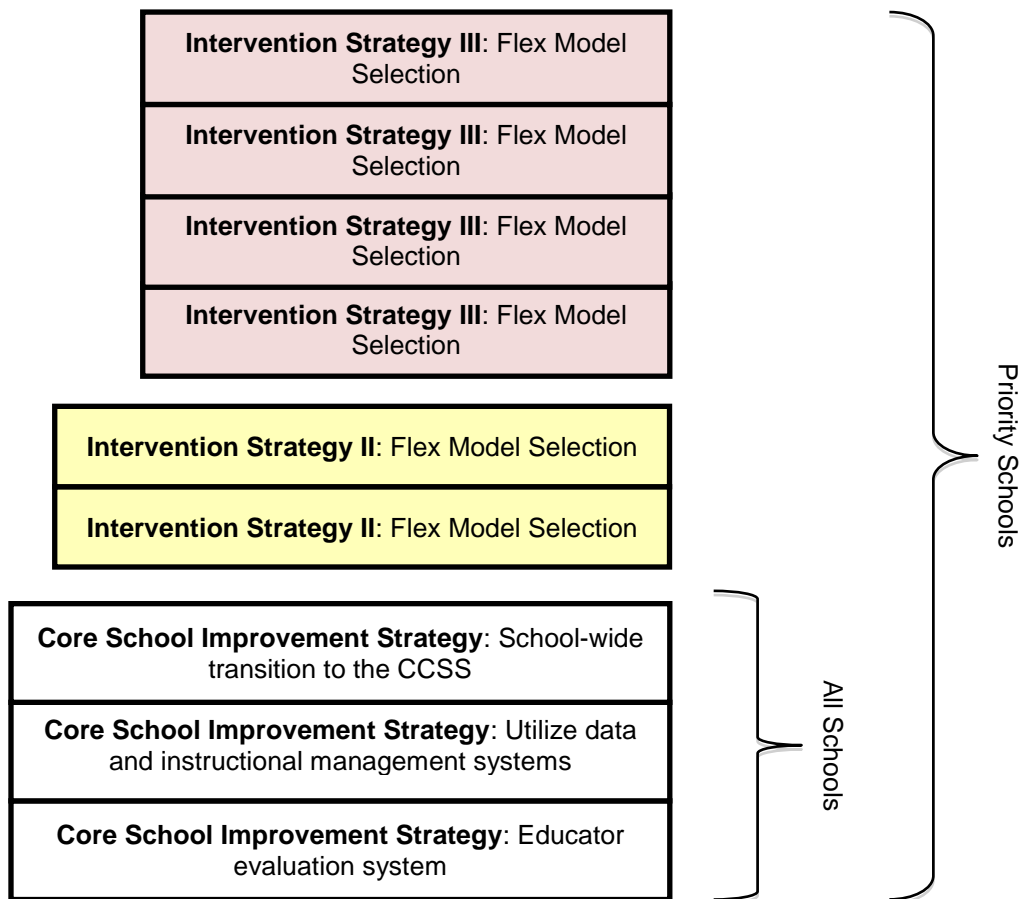 Intervention Strategy III: Flex Model
Selection
Intervention Strategy III: Flex Model
Selection
Intervention Strategy III: Flex Model
Selection
Intervention Strategy III: Flex Model
Selection
Intervention Strategy II: Flex Model Selection
Intervention Strategy II: Flex Model Selection
Core School Improvement Strategy: School-wide
transition to the CCSS
Core School Improvement Strategy: Utilize data
and instructional management systems
Core School Improvement Strategy: Educator
evaluation system
All Schools
Priority Schools